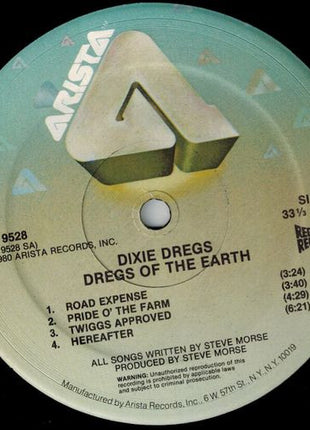 ARISTA
9528
9528 SA)
980 ARISTA RECORDS, INC.
SI
33⅓
DIXIE DREGS
DREGS OF THE EARTH
1. ROAD EXPENSE (3:24)
2. PRIDE O' THE FARM (3:40)
3. TWIGGS APPROVED (4:29)
4. HEREAFTER (6:21)
ALL SONGS WRITTEN BY STEVE MORSE
PRODUCED BY STEVE MORSE
WARNING: Unauthorized reproduction of this
recording is prohibited by applicable laws
and subject to criminal prosecution.
Manufactured by Arista Records, Inc., 6 W 57th St., N.Y. N.Y. 10019